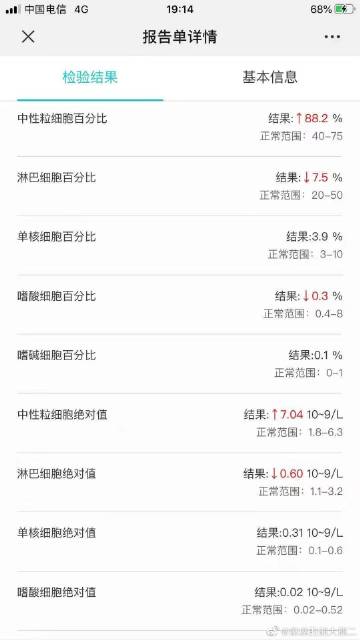 中国电信 4G 19:14 68%
报告单详情
检验结果 基本信息
中性粒细胞百分比 结果:↑88.2 %
正常范围: 40-75
淋巴细胞百分比 结果:↓7.5 %
正常范围: 20-50
单核细胞百分比 结果:3.9 %
正常范围: 3-10
嗜酸细胞百分比 结果:↓0.3 %
正常范围: 0.4-8
嗜碱细胞百分比 结果:0.1 %
正常范围: 0-1
中性粒细胞绝对值 结果:↑7.04 10~9/L
正常范围: 1.8-6.3
淋巴细胞绝对值 结果:↓0.60 10~9/L
正常范围: 1.1-3.2
单核细胞绝对值 结果:0.31 10~9/L
正常范围: 0.1-0.6
嗜酸细胞绝对值 结果:0.02 10~9/L
正常范围: 0.02-0.52